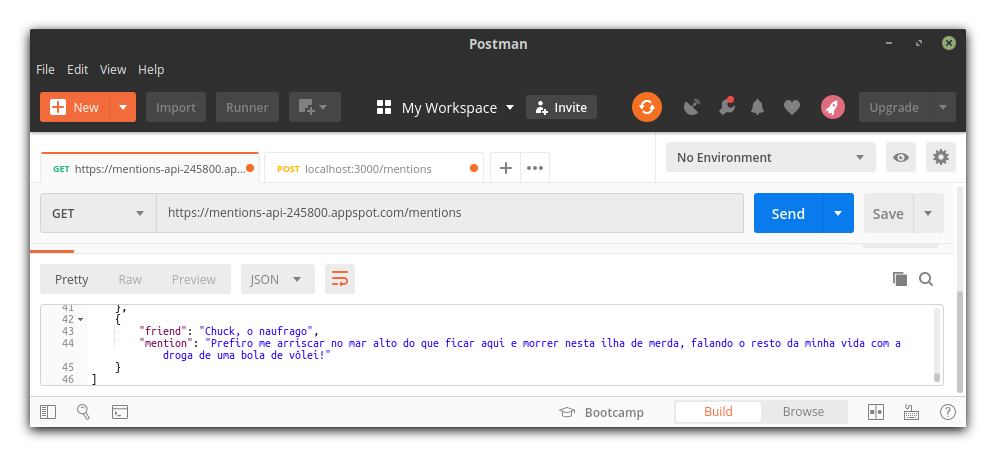 Postman
File Edit View Help
New Import Runner My Workspace Invite Upgrade
GET https://mentions-api-245800.ap... POST localhost:3000/mentions + ••• No Environment
GET https://mentions-api-245800.appspot.com/mentions Send Save
Pretty Raw Preview JSON
41 },
42 {
43 "friend": "Chuck, o naufrago",
44 "mention": "Prefiro me arriscar no mar alto do que ficar aqui e morrer nesta ilha de merda, falando o resto da minha vida com a
droga de uma bola de vôlei!"
45 }
46 ]
Bootcamp Build Browse